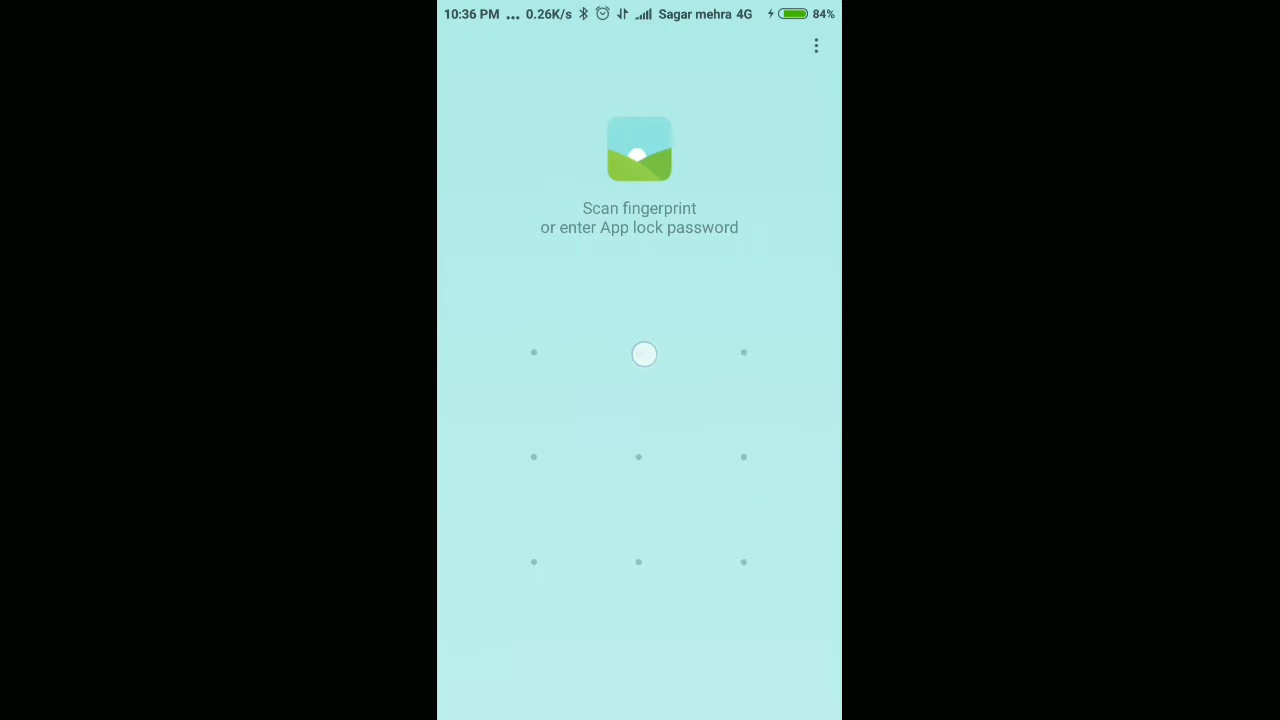 10:36 PM ... 0.26K/s Sagar mehra 4G 84%
Scan fingerprint
or enter App lock password